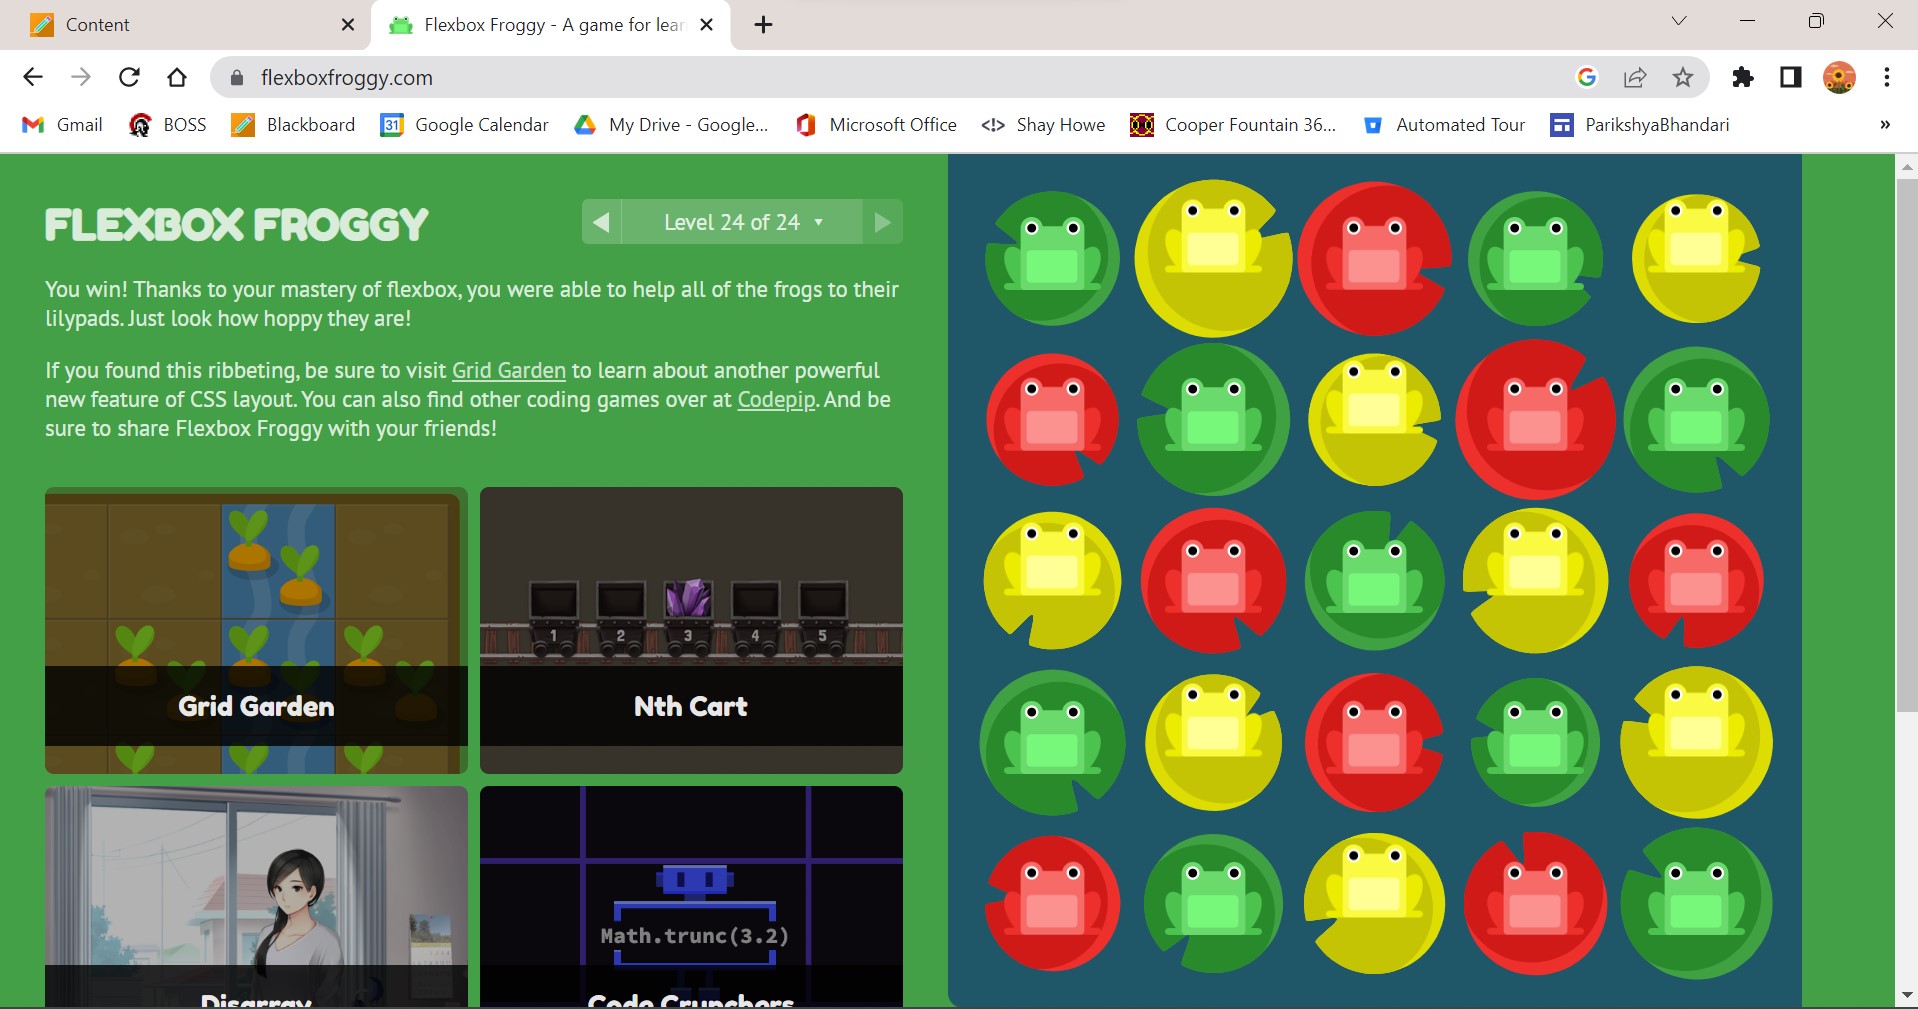 Content
Flexbox Froggy - A game for lear
flexboxfroggy.com
Gmail BOSS Blackboard 31 Google Calendar My Drive - Google... Microsoft Office </> Shay Howe Cooper Fountain 36... Automated Tour ParikshyaBhandari »
FLEXBOX FROGGY
Level 24 of 24
You win! Thanks to your mastery of flexbox, you were able to help all of the frogs to their
lilypads. Just look how hoppy they are!
If you found this ribbeting, be sure to visit Grid Garden to learn about another powerful
new feature of CSS layout. You can also find other coding games over at Codepip. And be
sure to share Flexbox Froggy with your friends!
1 2 3 4 5
Grid Garden
Nth Cart
Math.trunc(3.2)
Disarray
Code Crunchers